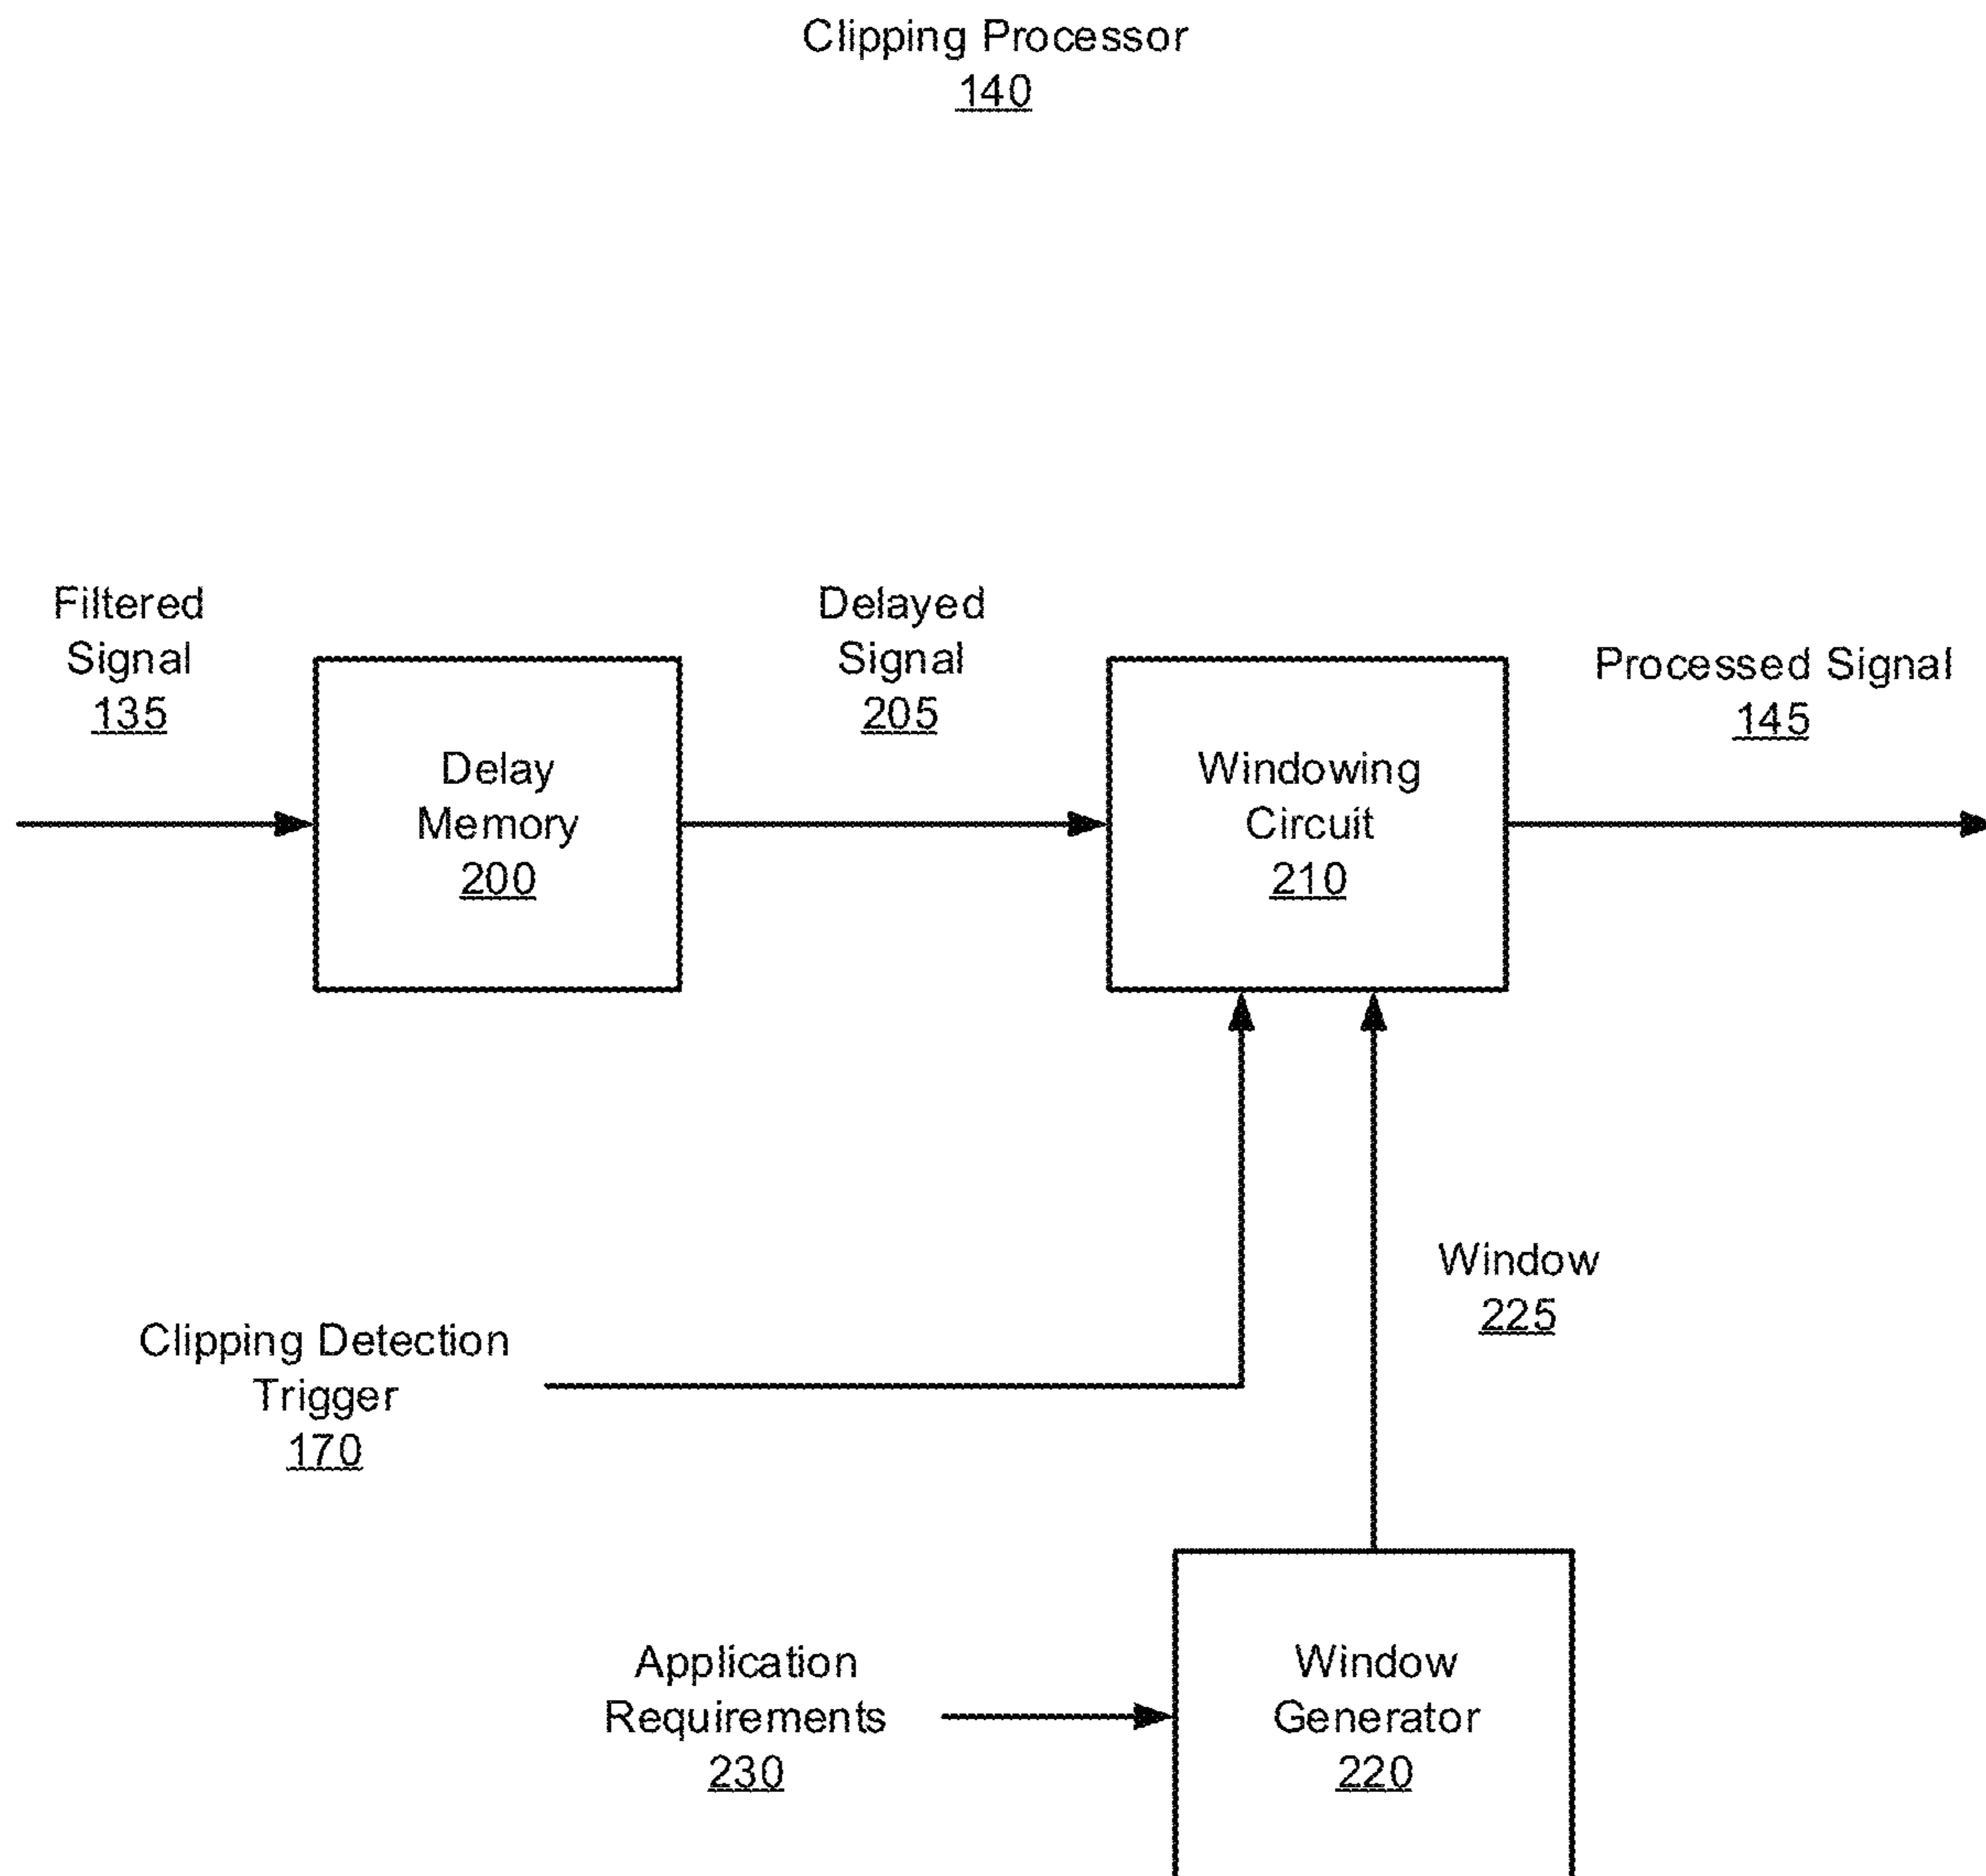 Clipping Processor
140
Filtered
Signal
135
Delay
Memory
200
Delayed
Signal
205
Windowing
Circuit
210
Processed Signal
145
Clipping Detection
Trigger
170
Window
225
Application
Requirements
230
Window
Generator
220